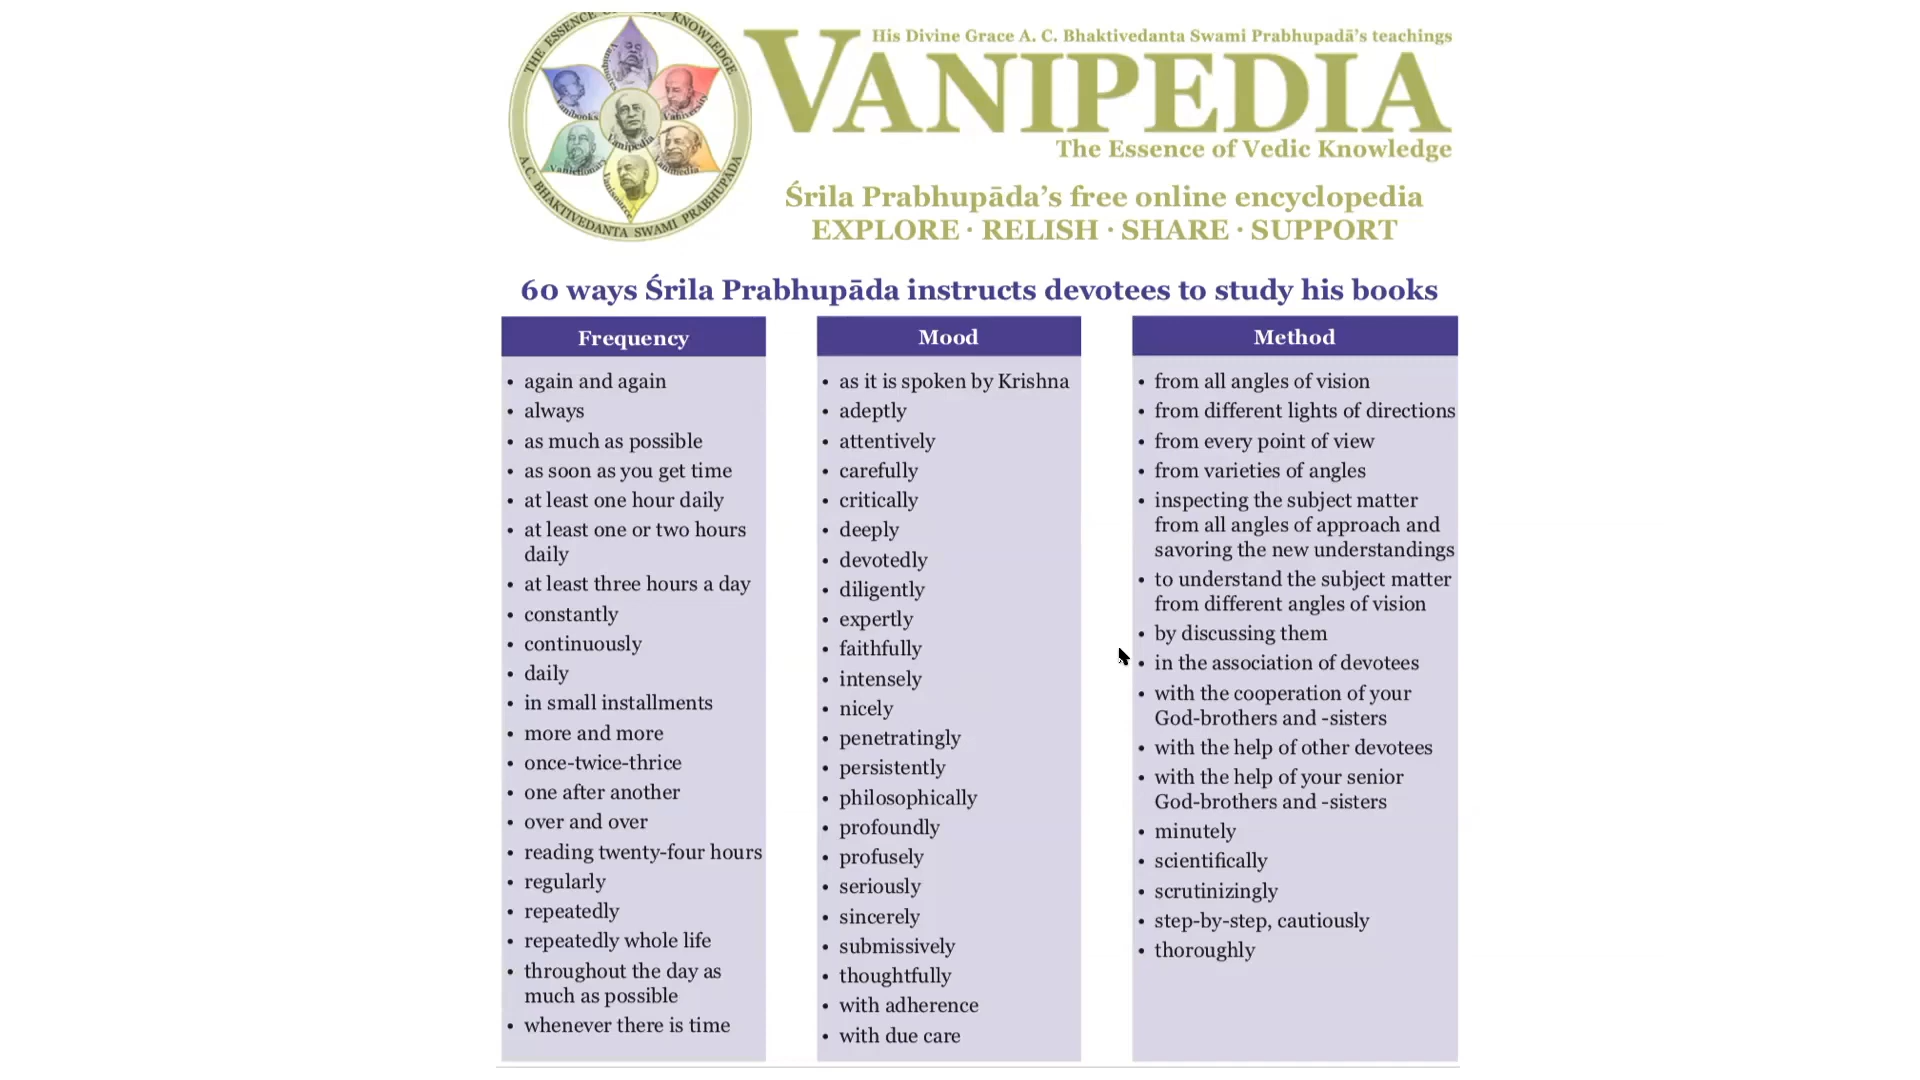 THE ESSENCE OF VEDIC KNOWLEDGE
A.C. BHAKTIVEDANTA SWAMI PRABHUPĀDA
Vaniquotes
Vanibooks
Vaniversity
Vanipedia
Vanictionary
Vanimedia
Vanisource
His Divine Grace A. C. Bhaktivedanta Swami Prabhupadā's teachings
VANIPEDIA
The Essence of Vedic Knowledge
Śrila Prabhupāda's free online encyclopedia
EXPLORE · RELISH · SHARE · SUPPORT
60 ways Śrila Prabhupāda instructs devotees to study his books
Frequency
• again and again
• always
• as much as possible
• as soon as you get time
• at least one hour daily
• at least one or two hours
daily
• at least three hours a day
• constantly
• continuously
• daily
• in small installments
• more and more
• once-twice-thrice
• one after another
• over and over
• reading twenty-four hours
• regularly
• repeatedly
• repeatedly whole life
• throughout the day as
much as possible
• whenever there is time
Mood
• as it is spoken by Krishna
• adeptly
• attentively
• carefully
• critically
• deeply
• devotedly
• diligently
• expertly
• faithfully
• intensely
• nicely
• penetratingly
• persistently
• philosophically
• profoundly
• profusely
• seriously
• sincerely
• submissively
• thoughtfully
• with adherence
• with due care
Method
• from all angles of vision
• from different lights of directions
• from every point of view
• from varieties of angles
• inspecting the subject matter
from all angles of approach and
savoring the new understandings
• to understand the subject matter
from different angles of vision
• by discussing them
• in the association of devotees
• with the cooperation of your
God-brothers and -sisters
• with the help of other devotees
• with the help of your senior
God-brothers and -sisters
• minutely
• scientifically
• scrutinizingly
• step-by-step, cautiously
• thoroughly